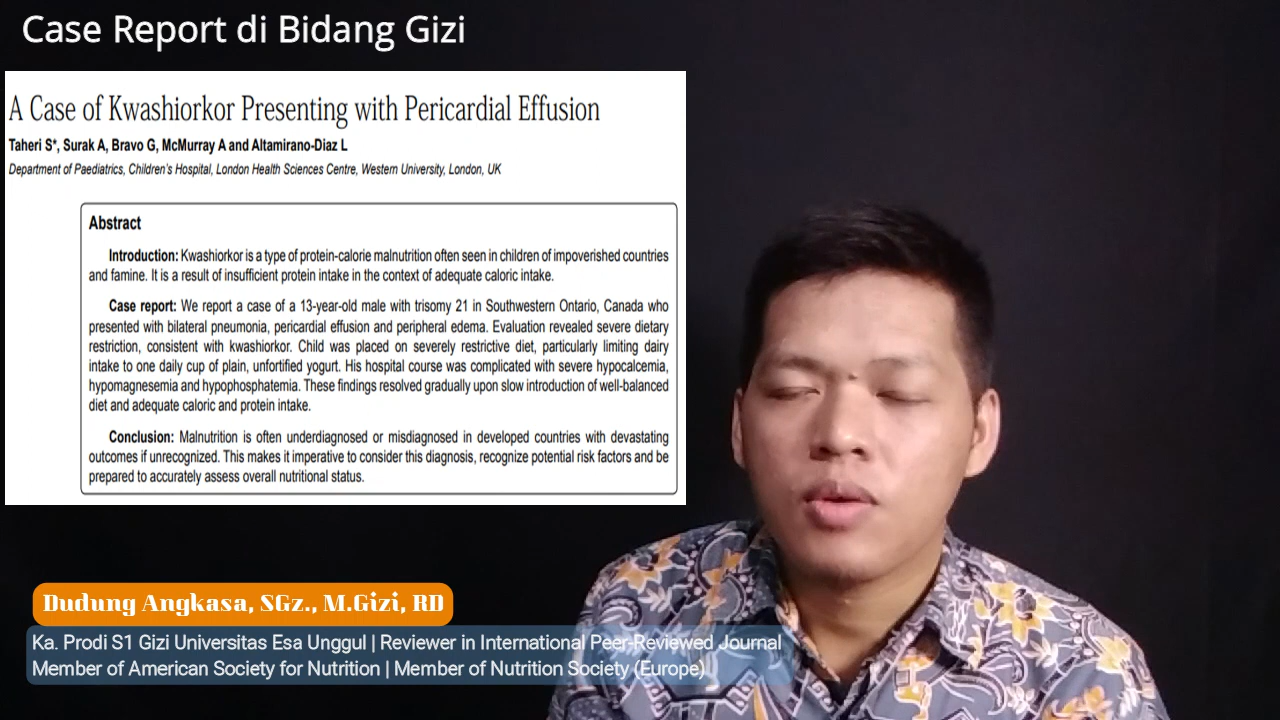 Case Report di Bidang Gizi
A Case of Kwashiorkor Presenting with Pericardial Effusion
Taheri S*, Surak A, Bravo G, McMurray A and Altamirano-Diaz L
Department of Paediatrics, Children's Hospital, London Health Sciences Centre, Western University, London, UK
Abstract
Introduction: Kwashiorkor is a type of protein-calorie malnutrition often seen in children of impoverished countries
and famine. It is a result of insufficient protein intake in the context of adequate caloric intake.
Case report: We report a case of a 13-year-old male with trisomy 21 in Southwestern Ontario, Canada who
presented with bilateral pneumonia, pericardial effusion and peripheral edema. Evaluation revealed severe dietary
restriction, consistent with kwashiorkor. Child was placed on severely restrictive diet, particularly limiting dairy
intake to one daily cup of plain, unfortified yogurt. His hospital course was complicated with severe hypocalcemia,
hypomagnesemia and hypophosphatemia. These findings resolved gradually upon slow introduction of well-balanced
diet and adequate caloric and protein intake.
Conclusion: Malnutrition is often underdiagnosed or misdiagnosed in developed countries with devastating
outcomes if unrecognized. This makes it imperative to consider this diagnosis, recognize potential risk factors and be
prepared to accurately assess overall nutritional status.
Dudung Angkasa, SGz., M.Gizi, RD
Ka. Prodi S1 Gizi Universitas Esa Unggul | Reviewer in International Peer-Reviewed Journal
Member of American Society for Nutrition | Member of Nutrition Society (Europe)